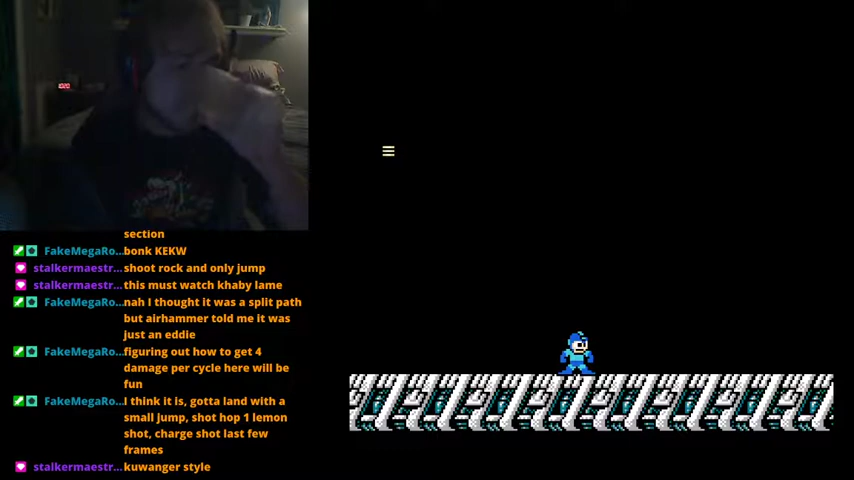 section
FakeMegaRo... bonk KEKW
stalkermaestr... shoot rock and only jump
stalkermaestr... this must watch khaby lame
FakeMegaRo... nah I thought it was a split path
but airhammer told me it was
just an eddie
FakeMegaRo... figuring out how to get 4
damage per cycle here will be
fun
FakeMegaRo... I think it is, gotta land with a
small jump, shot hop 1 lemon
shot, charge shot last few
frames
stalkermaestr... kuwanger style